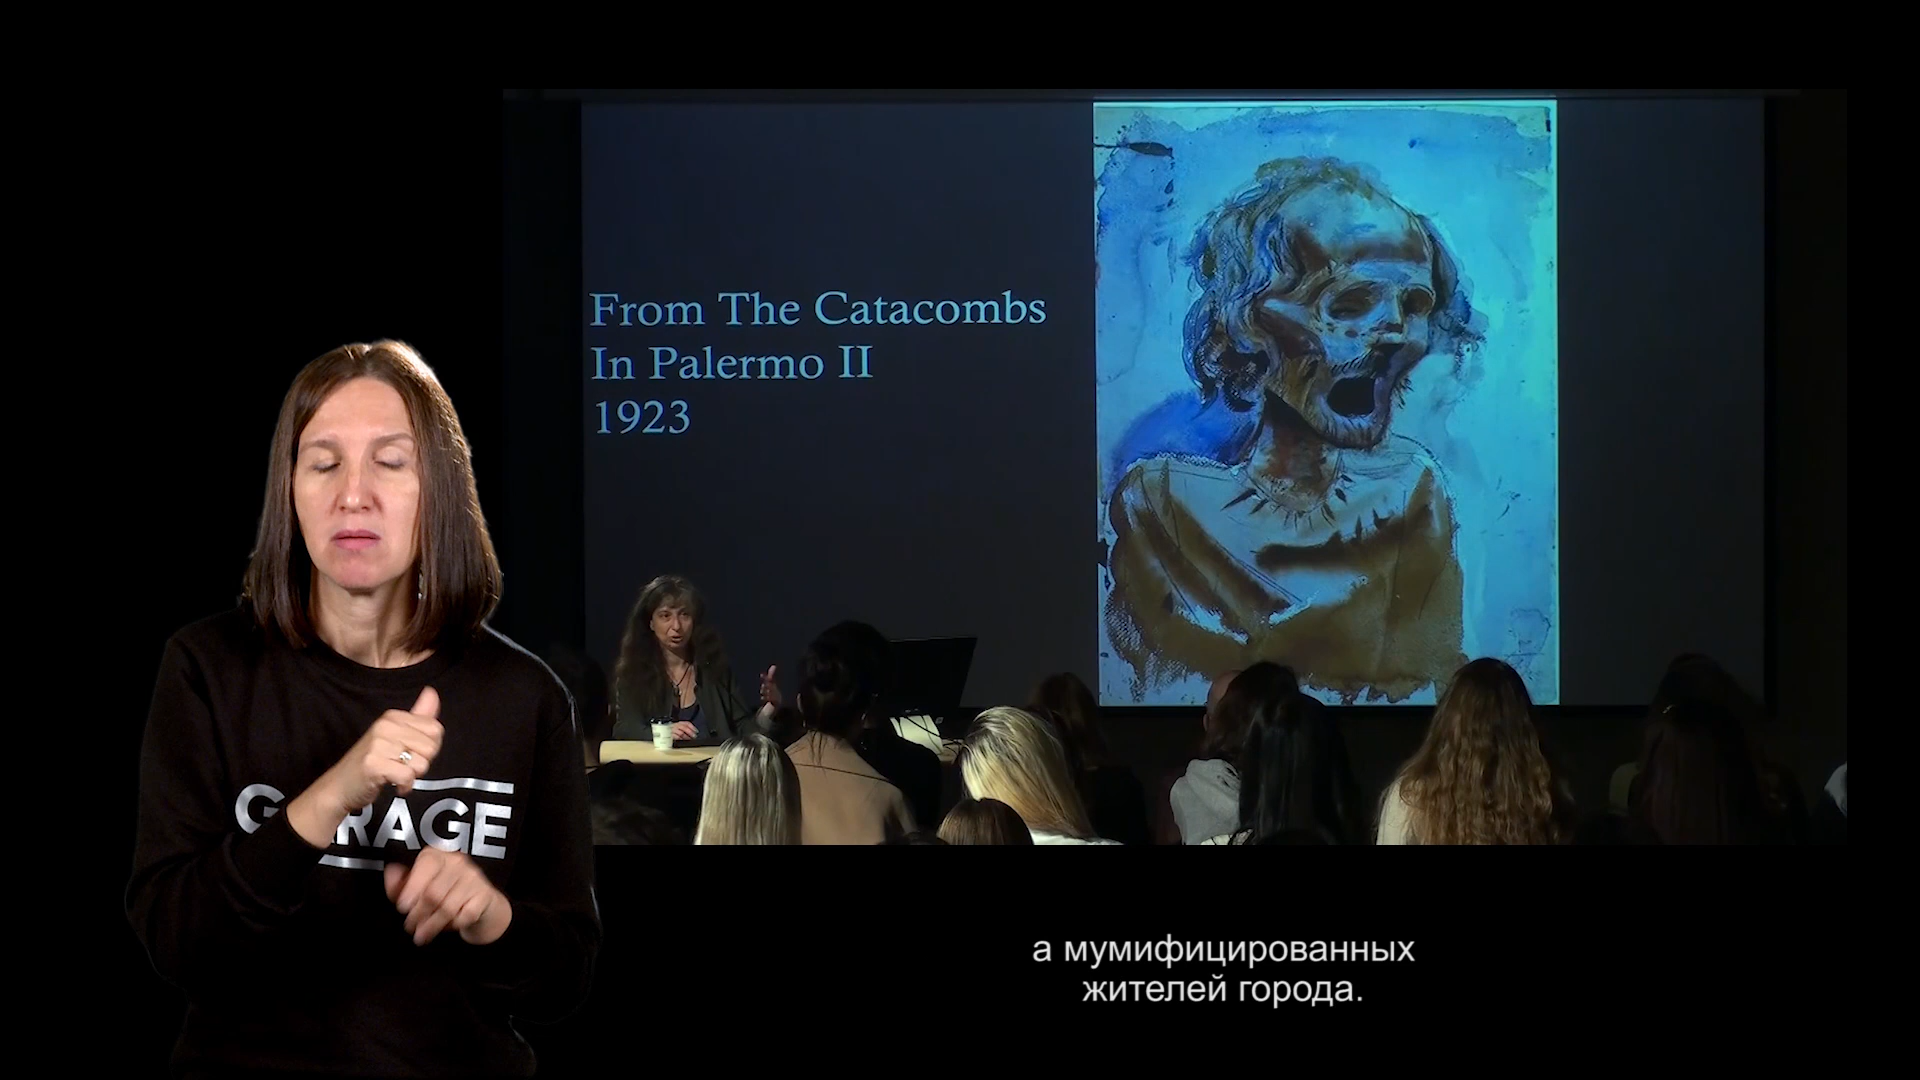 From The Catacombs
In Palermo II
1923
GARAGE
а мумифицированных
жителей города.